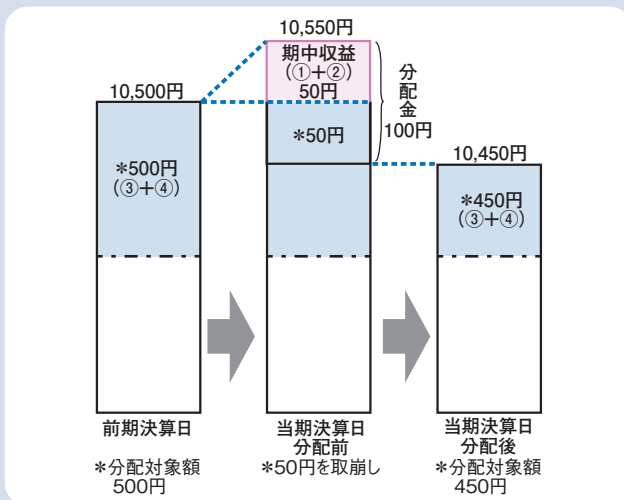 10,550円
期中収益
(①+②)
50円
分配金
100円
10,500円
*50円
10,450円
*500円
(③+④)
*450円
(③+④)
前期決算日
当期決算日
分配前
当期決算日
分配後
*分配対象額
500円
*50円を取崩し
*分配対象額
450円